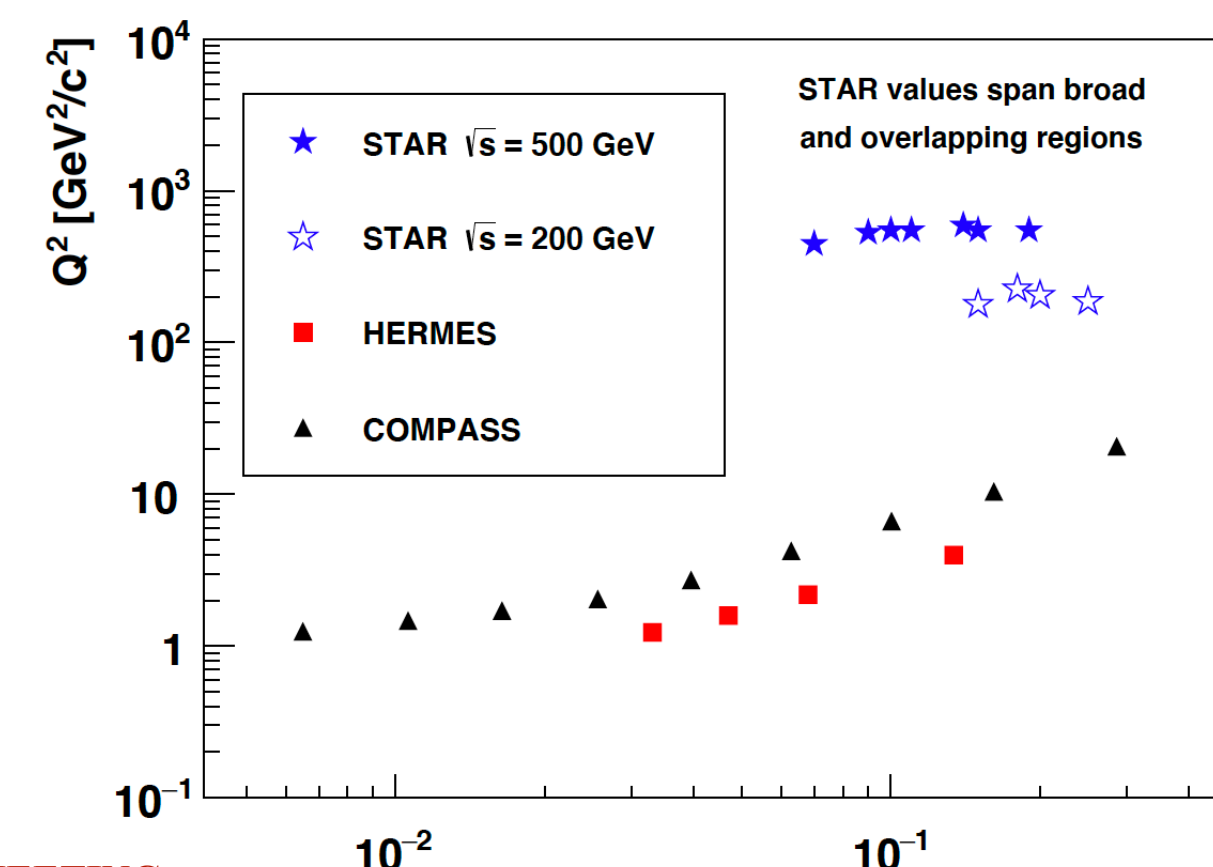 10⁴
10³
10²
10
1
10⁻¹
Q² [GeV²/c²]
STAR √s = 500 GeV
STAR √s = 200 GeV
HERMES
COMPASS
STAR values span broad
and overlapping regions
10⁻²
10⁻¹